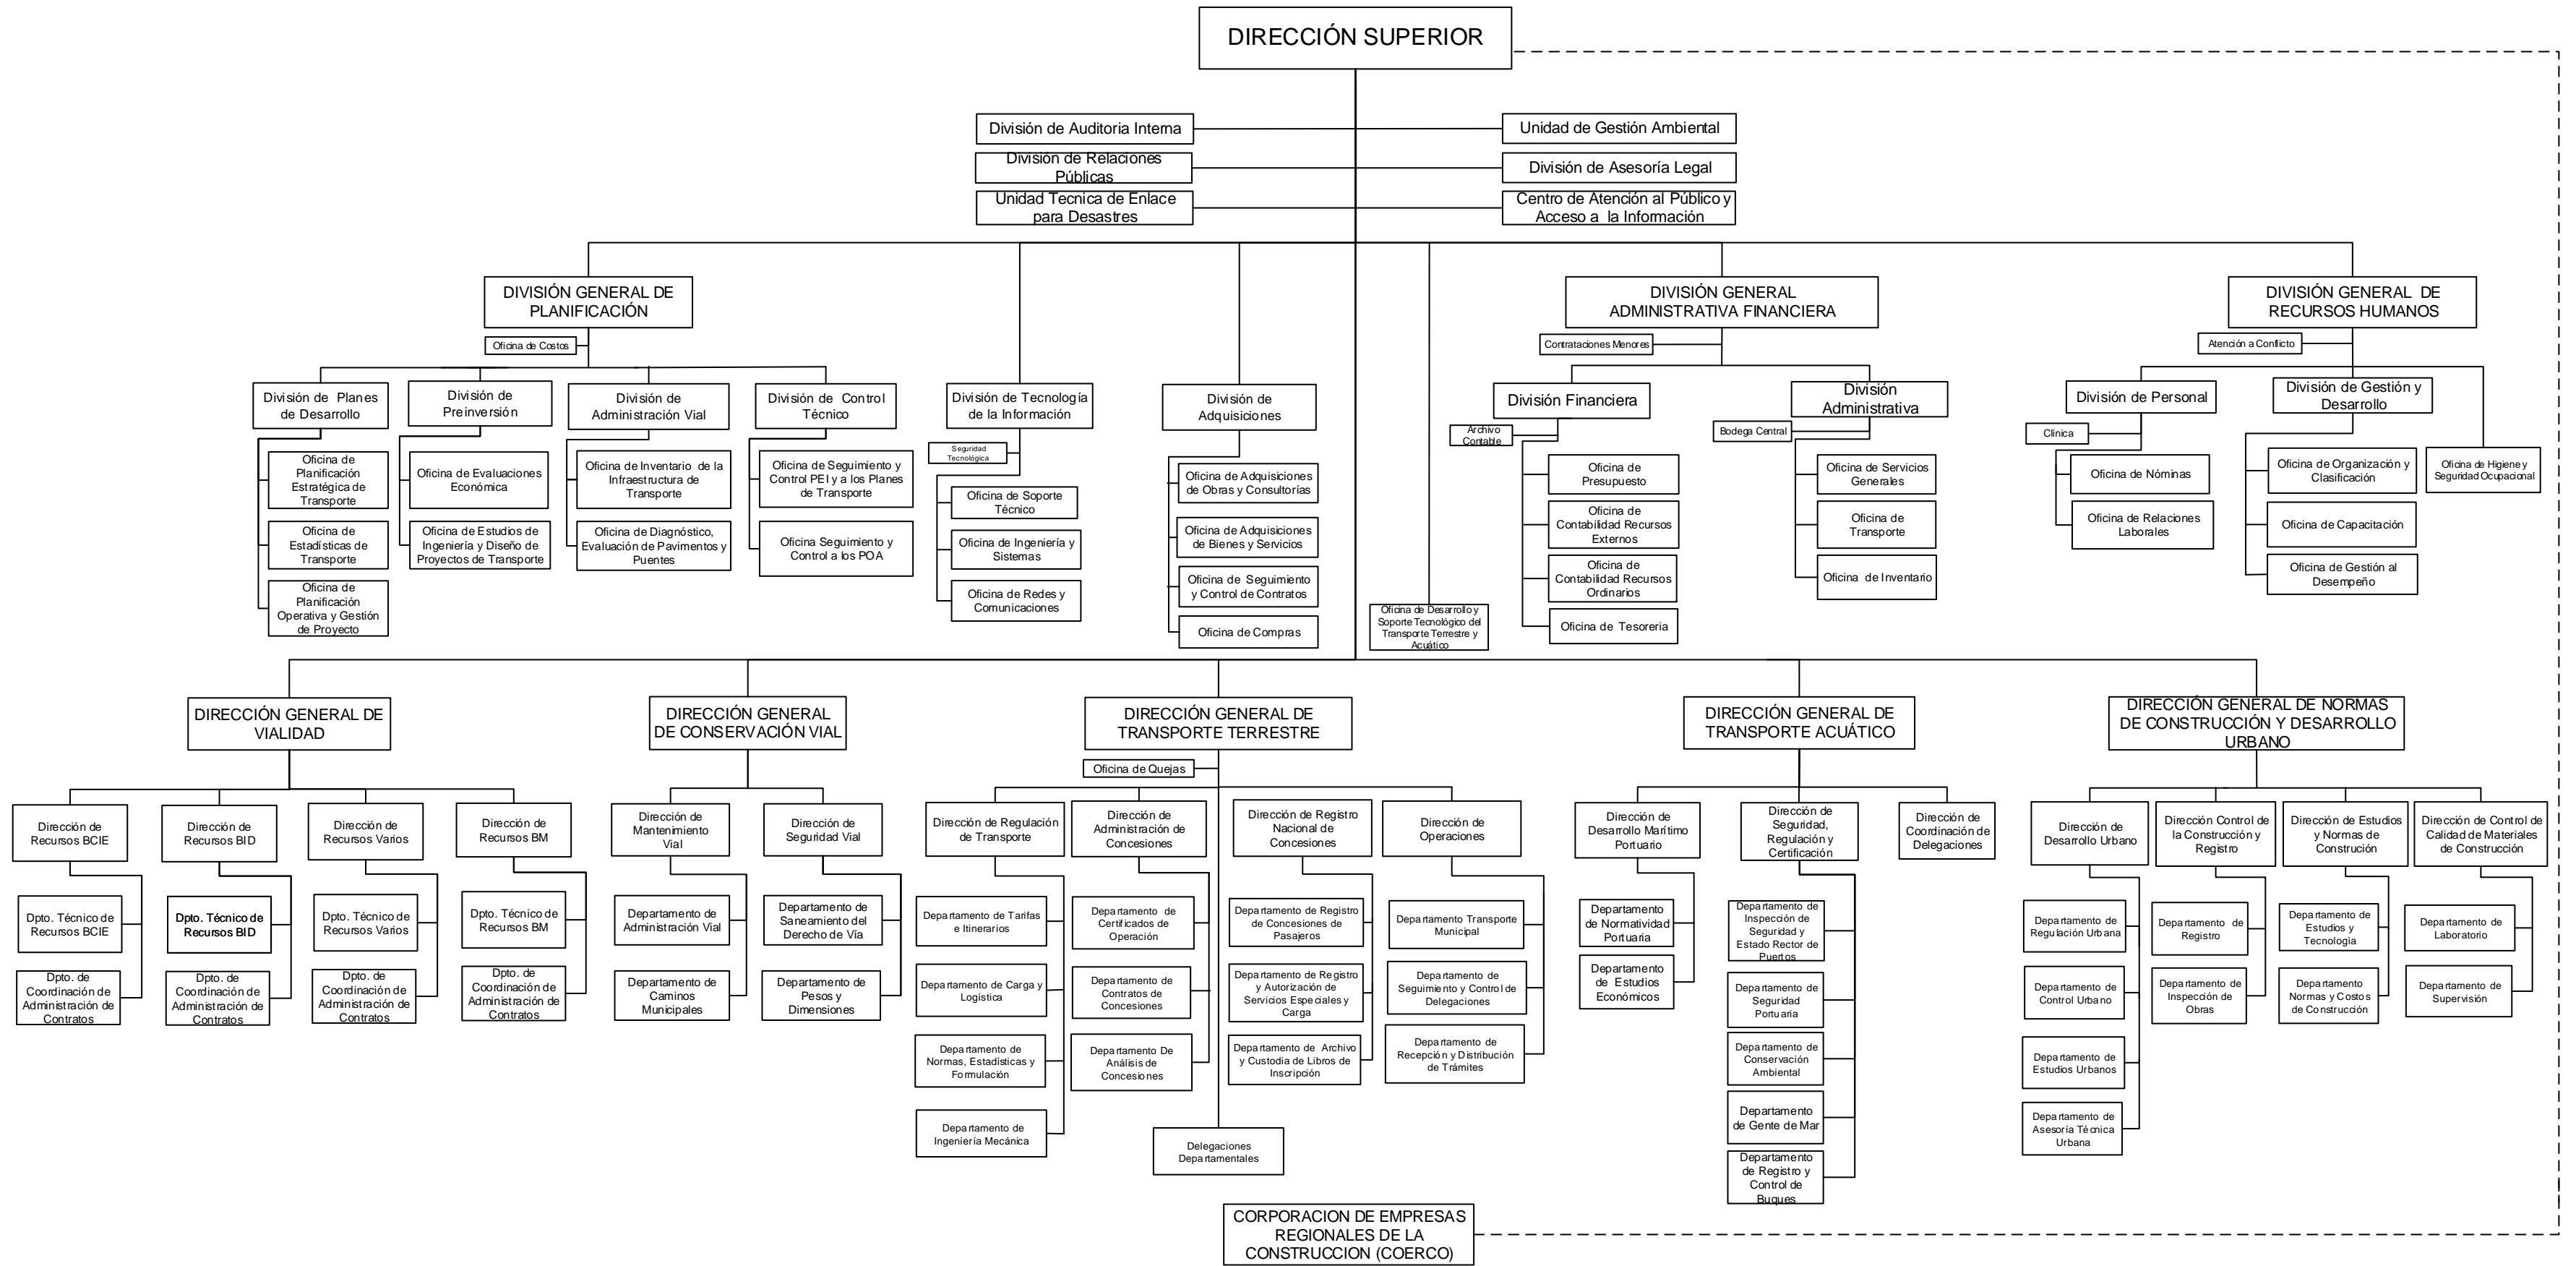 DIRECCIÓN SUPERIOR
División de Auditoria Interna
Unidad de Gestión Ambiental
División de Relaciones
Públicas
División de Asesoría Legal
Unidad Tecnica de Enlace
para Desastres
Centro de Atención al Público y
Acceso a la Información
DIVISIÓN GENERAL DE
PLANIFICACIÓN
DIVISIÓN GENERAL
ADMINISTRATIVA FINANCIERA
DIVISIÓN GENERAL DE
RECURSOS HUMANOS
Oficina de Costos
Contrataciones Menores
Atención a Conflicto
División de Planes
de Desarrollo
División de
Preinversión
División de
Administración Vial
División de Control
Técnico
División de Tecnología
de la Información
División de
Adquisiciones
División Financiera
División
Administrativa
División de Personal
División de Gestión y
Desarrollo
Seguridad
Tecnológica
Archivo
Contable
Bodega Central
Clínica
Oficina de
Planificación
Estratégica de
Transporte
Oficina de Evaluaciones
Económica
Oficina de Inventario de la
Infraestructura de
Transporte
Oficina de Seguimiento y
Control PEI y a los Planes
de Transporte
Oficina de Soporte
Técnico
Oficina de Adquisiciones
de Obras y Consultorías
Oficina de
Presupuesto
Oficina de Servicios
Generales
Oficina de Nóminas
Oficina de Organización y
Clasificación
Oficina de Higiene y
Seguridad Ocupacional
Oficina de
Estadísticas de
Transporte
Oficina de Estudios de
Ingeniería y Diseño de
Proyectos de Transporte
Oficina de Diagnóstico,
Evaluación de Pavimentos y
Puentes
Oficina Seguimiento y
Control a los POA
Oficina de Ingeniería y
Sistemas
Oficina de Adquisiciones
de Bienes y Servicios
Oficina de
Contabilidad Recursos
Externos
Oficina de
Transporte
Oficina de Relaciones
Laborales
Oficina de Capacitación
Oficina de
Planificación
Operativa y Gestión
de Proyecto
Oficina de Redes y
Comunicaciones
Oficina de Seguimiento
y Control de Contratos
Oficina de
Contabilidad Recursos
Ordinarios
Oficina de Inventario
Oficina de Gestión al
Desempeño
Oficina de Compras
Oficina de Desarrollo y
Soporte Tecnológico del
Transporte Terrestre y
Acuático
Oficina de Tesoreria
DIRECCIÓN GENERAL DE
VIALIDAD
DIRECCIÓN GENERAL
DE CONSERVACIÓN VIAL
DIRECCIÓN GENERAL DE
TRANSPORTE TERRESTRE
DIRECCIÓN GENERAL DE
TRANSPORTE ACUÁTICO
DIRECCIÓN GENERAL DE NORMAS
DE CONSTRUCCIÓN Y DESARROLLO
URBANO
Oficina de Quejas
Dirección de
Recursos BCIE
Dirección de
Recursos BID
Dirección de
Recursos Varios
Dirección de
Recursos BM
Dirección de
Mantenimiento
Vial
Dirección de
Seguridad Vial
Dirección de Regulación
de Transporte
Dirección de
Administración de
Concesiones
Dirección de Registro
Nacional de
Concesiones
Dirección de
Operaciones
Dirección de
Desarrollo Marítimo
Portuario
Dirección de
Seguridad,
Regulación y
Certificación
Dirección de
Coordinación de
Delegaciones
Dirección de
Desarrollo Urbano
Dirección Control de
la Construcción y
Registro
Dirección de Estudios
y Normas de
Construción
Dirección de Control de
Calidad de Materiales
de Construcción
Dpto. Técnico de
Recursos BCIE
Dpto. Técnico de
Recursos BID
Dpto. Técnico de
Recursos Varios
Dpto. Técnico de
Recursos BM
Departamento de
Administración Vial
Departamento de
Saneamiento del
Derecho de Vía
Departamento de Tarifas
e Itinerarios
Departamento de
Certificados de
Operación
Departamento de Registro
de Concesiones de
Pasajeros
Departamento Transporte
Municipal
Departamento
de Normatividad
Portuaria
Departamento de
Inspección de
Seguridad y
Estado Rector de
Puertos
Departamento de
Regulación Urbana
Departamento de
Registro
Departamento de
Estudios y
Tecnologia
Departamento de
Laboratorio
Dpto. de
Coordinación de
Administración de
Contratos
Dpto. de
Coordinación de
Administración de
Contratos
Dpto. de
Coordinación de
Administración de
Contratos
Dpto. de
Coordinación de
Administración de
Contratos
Departamento de
Caminos
Municipales
Departamento de
Pesos y
Dimensiones
Departamento de Carga y
Logística
Departamento de
Contratos de
Concesiones
Departamento de Registro
y Autorización de
Servicios Especiales y
Carga
Departamento de
Seguimiento y Control de
Delegaciones
Departamento
de Estudios
Económicos
Departamento de
Seguridad
Portuaria
Departamento de
Control Urbano
Departamento de
Inspección de
Obras
Departamento
Normas y Costos
de Construcción
Departamento de
Supervisión
Departamento de
Normas, Estadísticas y
Formulación
Departamento De
Análisis de
Concesiones
Departamento de Archivo
y Custodia de Libros de
Inscripción
Departamento de
Recepción y Distribución
de Trámites
Departamento de
Conservación
Ambiental
Departamento de
Estudios Urbanos
Departamento de
Ingeniería Mecánica
Delegaciones
Departamentales
Departamento
de Gente de Mar
Departamento de
Asesoría Técnica
Urbana
Departamento
de Registro y
Control de
Buques
CORPORACION DE EMPRESAS
REGIONALES DE LA
CONSTRUCCION (COERCO)